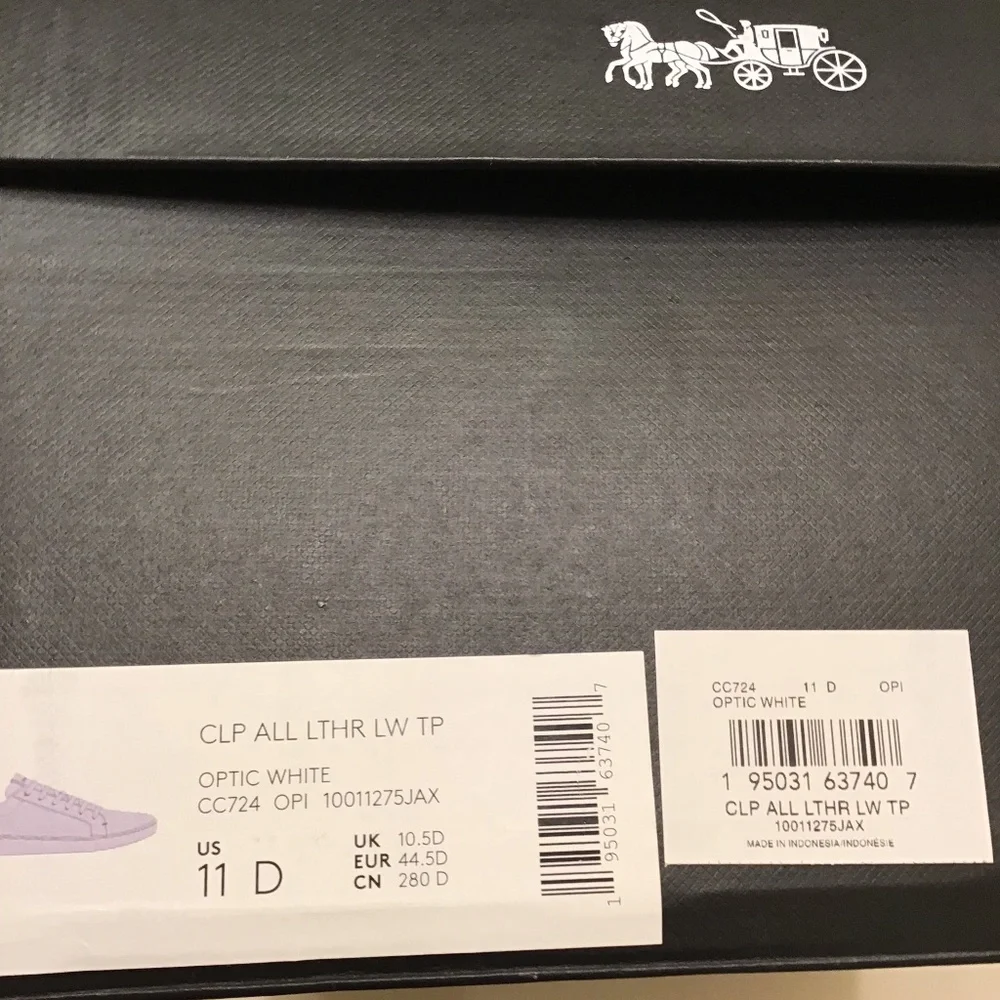 CLP ALL LTHR LW TP
OPTIC WHITE
CC724 OPI 10011275JAX
US
11 D
UK 10.5D
EUR 44.5D
CN 280 D
1 95031 63740 7
CC724 11 D OPI
OPTIC WHITE
1 95031 63740 7
CLP ALL LTHR LW TP
10011275JAX
MADE IN INDONESIA/INDONÉSIE